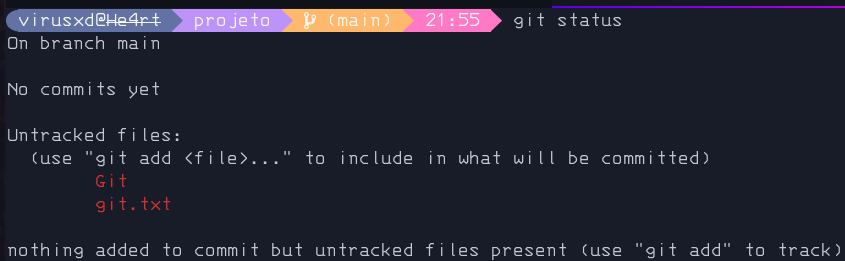 virusxd@He4rt projeto (main) 21:55 git status
On branch main
No commits yet
Untracked files:
(use "git add <file>..." to include in what will be committed)
Git
git.txt
nothing added to commit but untracked files present (use "git add" to track)